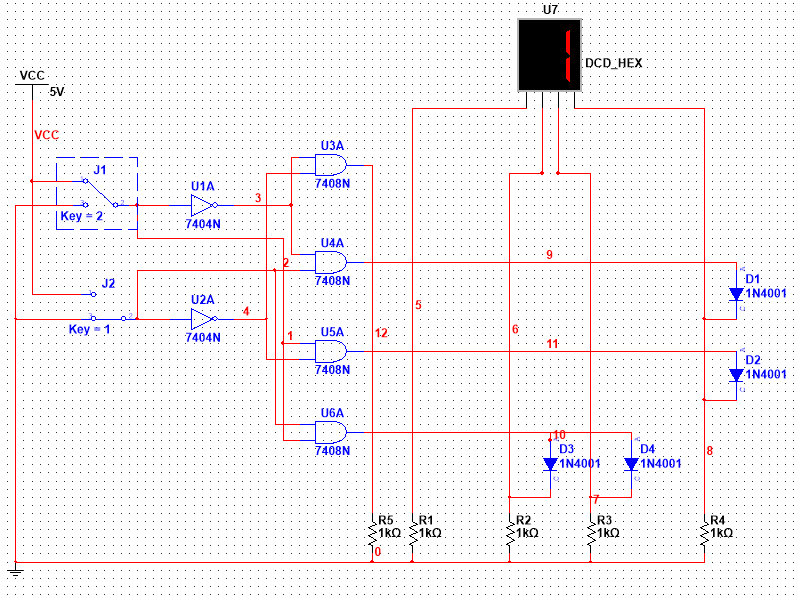 U7
DCD_HEX
VCC
5V
VCC
J1
Key = 2
U1A
7404N
3
U3A
7408N
U4A
7408N
2
9
D1
1N4001
J2
Key = 1
U2A
7404N
4
1
U5A
7408N
5
12
6
11
D2
1N4001
U6A
7408N
10
D3
1N4001
D4
1N4001
8
7
R5
1kΩ
R1
1kΩ
R2
1kΩ
R3
1kΩ
R4
1kΩ
0